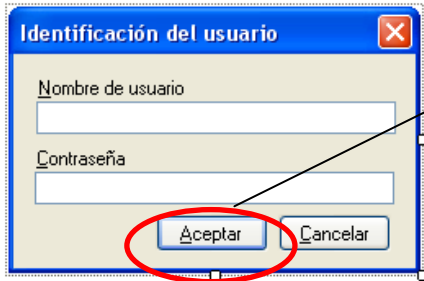 Identificación del usuario
Nombre de usuario
Contraseña
Aceptar
Cancelar